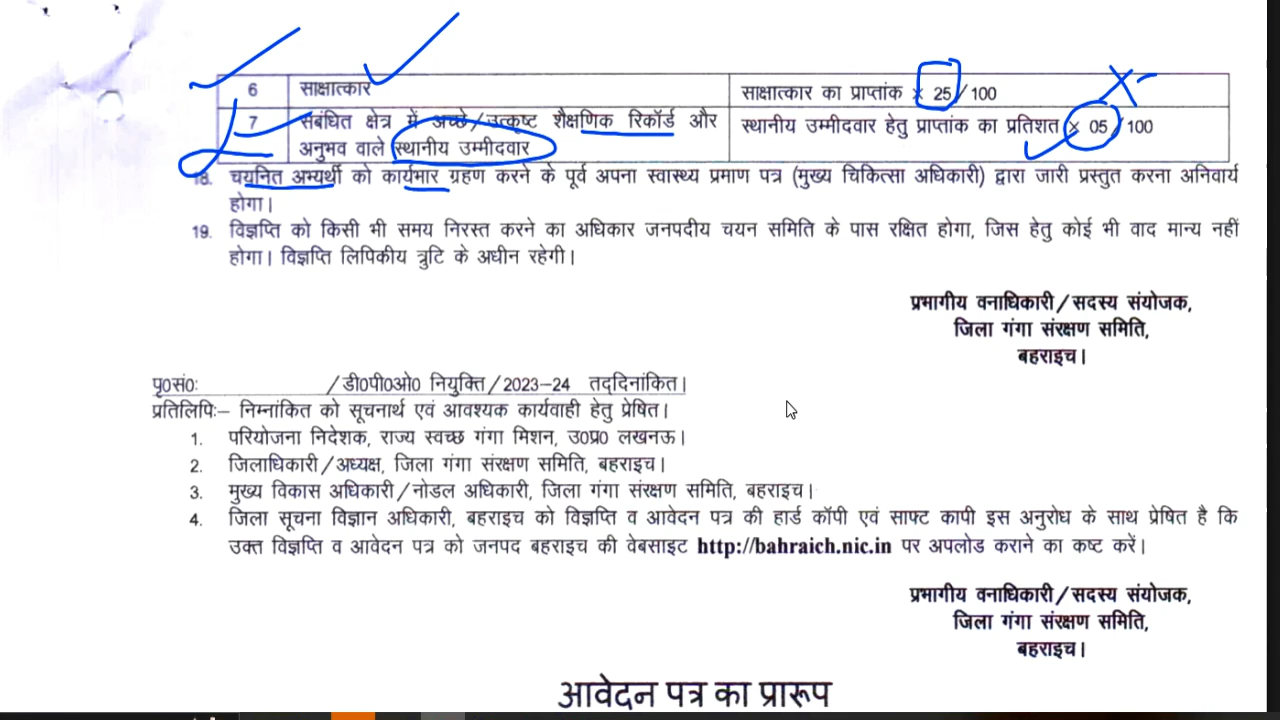 6 साक्षात्कार साक्षात्कार का प्राप्तांक × 25 / 100
7 संबंधित क्षेत्र में अच्छे/उत्कृष्ट शैक्षणिक रिकॉर्ड और स्थानीय उम्मीदवार हेतु प्राप्तांक का प्रतिशत × 05 / 100
अनुभव वाले स्थानीय उम्मीदवार
18. चयनित अभ्यर्थी को कार्यभार ग्रहण करने के पूर्व अपना स्वास्थ्य प्रमाण पत्र (मुख्य चिकित्सा अधिकारी) द्वारा जारी प्रस्तुत करना अनिवार्य
होगा।
19. विज्ञप्ति को किसी भी समय निरस्त करने का अधिकार जनपदीय चयन समिति के पास रक्षित होगा, जिस हेतु कोई भी वाद मान्य नहीं
होगा। विज्ञप्ति लिपिकीय त्रुटि के अधीन रहेगी।
प्रभागीय वनाधिकारी/सदस्य संयोजक,
जिला गंगा संरक्षण समिति,
बहराइच।
पृ0सं0: /डी0पी0ओ0 नियुक्ति/2023-24 तद्दिनांकित।
प्रतिलिपिः- निम्नांकित को सूचनार्थ एवं आवश्यक कार्यवाही हेतु प्रेषित।
1. परियोजना निदेशक, राज्य स्वच्छ गंगा मिशन, उ0प्र0 लखनऊ।
2. जिलाधिकारी/अध्यक्ष, जिला गंगा संरक्षण समिति, बहराइच।
3. मुख्य विकास अधिकारी/नोडल अधिकारी, जिला गंगा संरक्षण समिति, बहराइच।
4. जिला सूचना विज्ञान अधिकारी, बहराइच को विज्ञप्ति व आवेदन पत्र की हार्ड कॉपी एवं साफ्ट कापी इस अनुरोध के साथ प्रेषित है कि
उक्त विज्ञप्ति व आवेदन पत्र को जनपद बहराइच की वेबसाइट http://bahraich.nic.in पर अपलोड कराने का कष्ट करें।
प्रभागीय वनाधिकारी/सदस्य संयोजक,
जिला गंगा संरक्षण समिति,
बहराइच।
आवेदन पत्र का प्रारूप